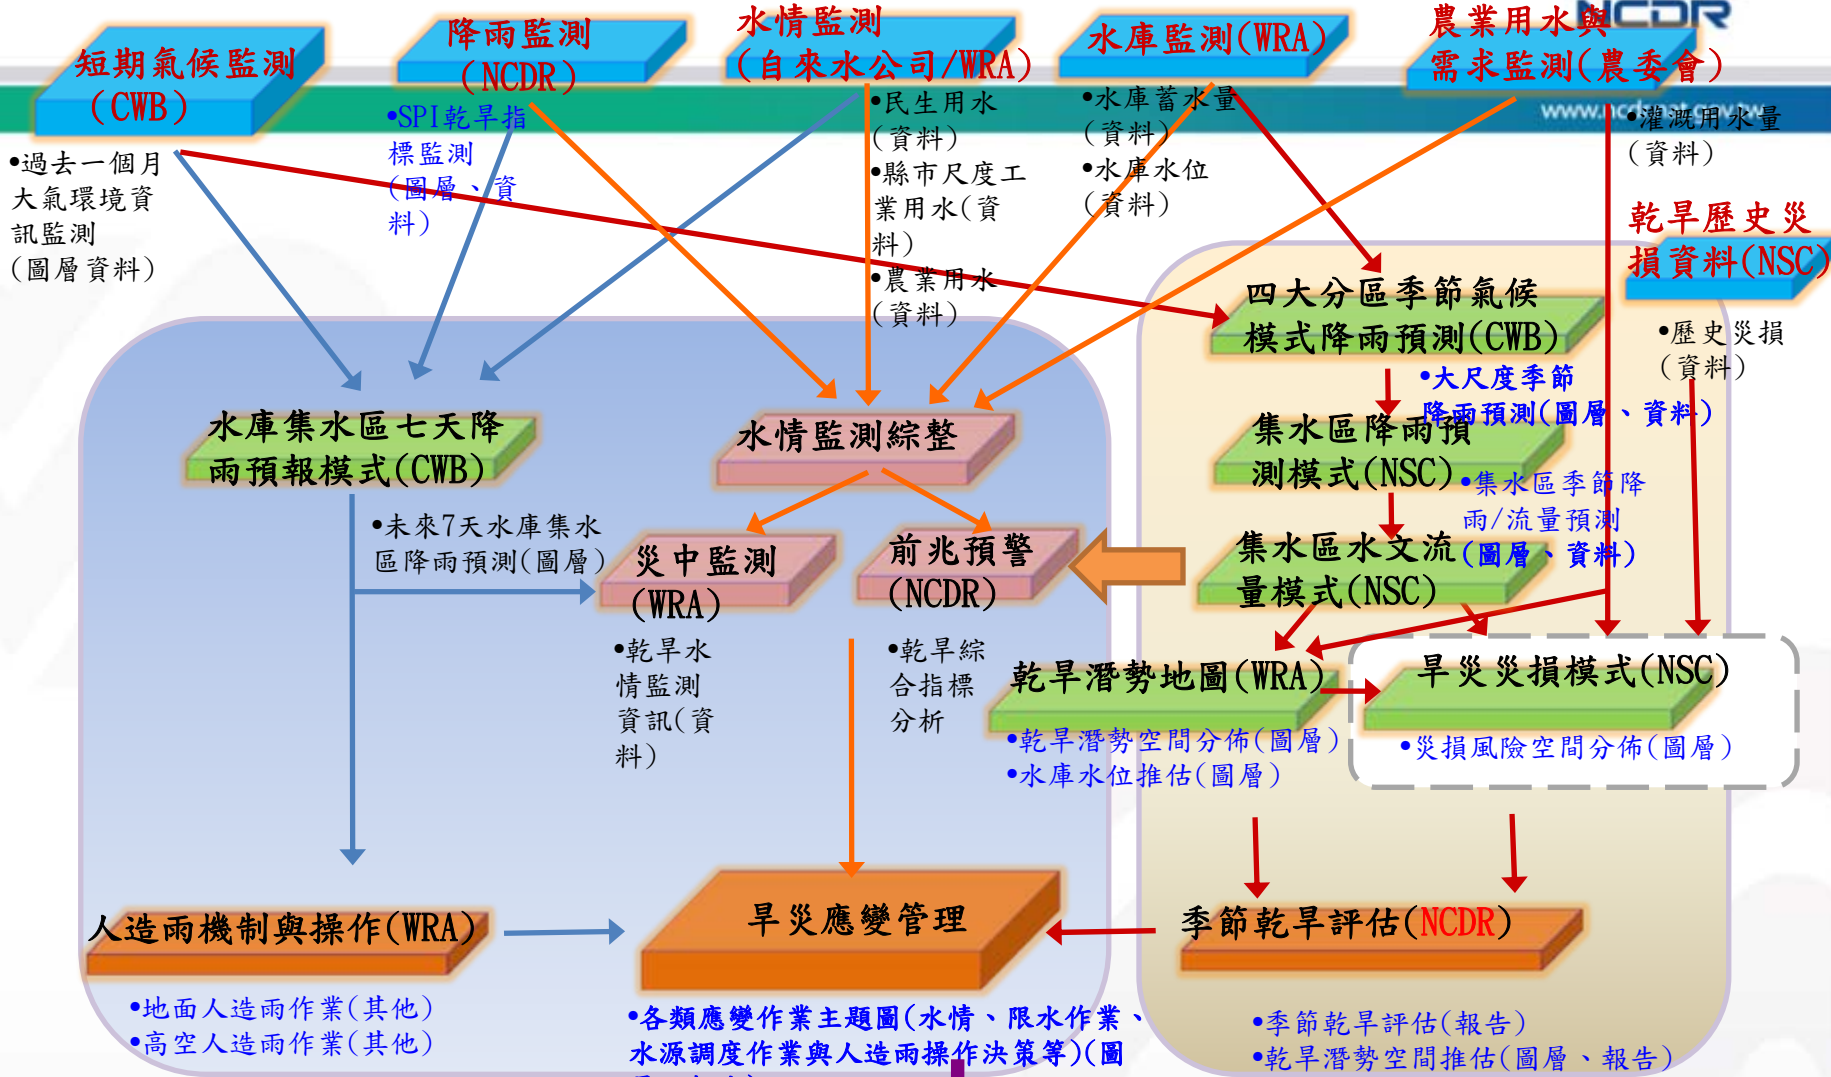 NCDR
短期氣候監測
(CWB)
降雨監測
(NCDR)
水情監測
(自來水公司/WRA)
水庫監測(WRA)
農業用水與
需求監測(農委會)
•過去一個月
大氣環境資
訊監測
(圖層資料)
•SPI乾旱指
標監測
(圖層、資
料)
•民生用水
(資料)
•縣市尺度工
業用水(資
料)
•農業用水
(資料)
•水庫蓄水量
(資料)
•水庫水位
(資料)
•灌溉用水量
(資料)
乾旱歷史災
損資料(NSC)
•歷史災損
(資料)
四大分區季節氣候
模式降雨預測(CWB)
•大尺度季節
降雨預測(圖層、資料)
集水區降雨預
測模式(NSC)
•集水區季節降
雨/流量預測
(圖層、資料)
集水區水文流
量模式(NSC)
水庫集水區七天降
雨預報模式(CWB)
•未來7天水庫集水
區降雨預測(圖層)
水情監測綜整
災中監測
(WRA)
•乾旱水
情監測
資訊(資
料)
前兆預警
(NCDR)
•乾旱綜
合指標
分析
乾旱潛勢地圖(WRA)
•乾旱潛勢空間分佈(圖層)
•水庫水位推估(圖層)
旱災災損模式(NSC)
•災損風險空間分佈(圖層)
人造雨機制與操作(WRA)
•地面人造雨作業(其他)
•高空人造雨作業(其他)
旱災應變管理
•各類應變作業主題圖(水情、限水作業、
水源調度作業與人造雨操作決策等)(圖
季節乾旱評估(NCDR)
•季節乾旱評估(報告)
•乾旱潛勢空間推估(圖層、報告)